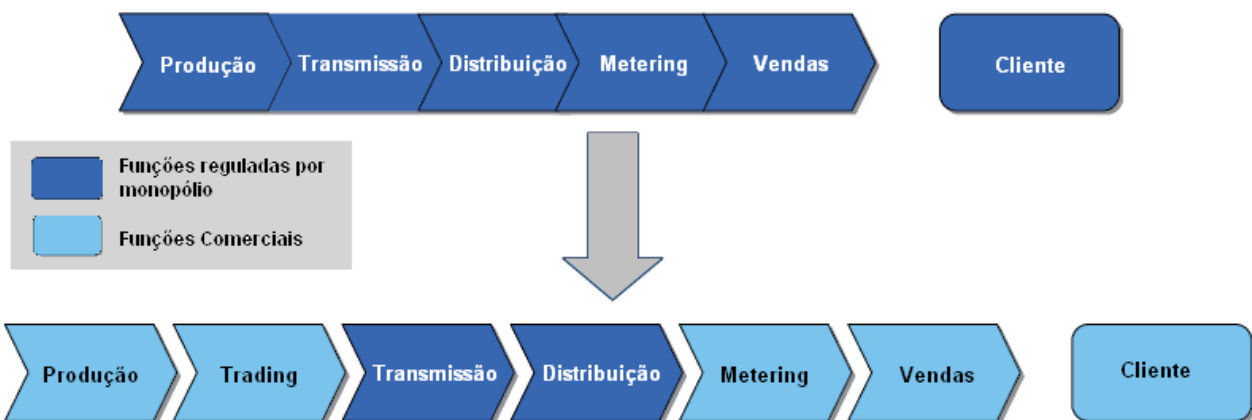 Produção
Transmissão
Distribuição
Metering
Vendas
Cliente
Funções reguladas por
monopólio
Funções Comerciais
Produção
Trading
Transmissão
Distribuição
Metering
Vendas
Cliente